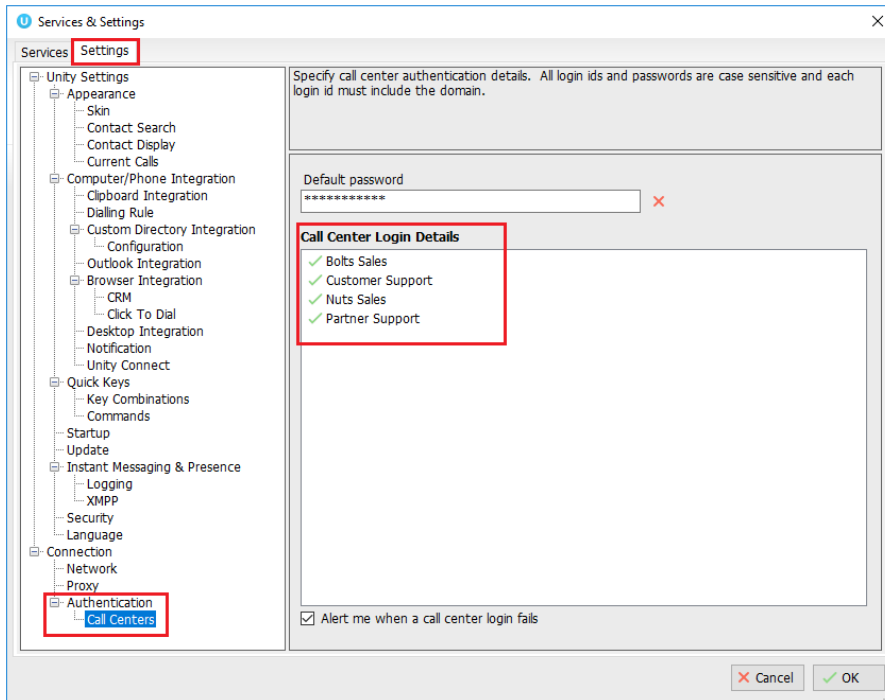 Services & Settings
Services
Settings
Unity Settings
Appearance
Skin
Contact Search
Contact Display
Current Calls
Computer/Phone Integration
Clipboard Integration
Dialling Rule
Custom Directory Integration
Configuration
Outlook Integration
Browser Integration
CRM
Click To Dial
Desktop Integration
Notification
Unity Connect
Quick Keys
Key Combinations
Commands
Startup
Update
Instant Messaging & Presence
Logging
XMPP
Security
Language
Connection
Network
Proxy
Authentication
Call Centers
Specify call center authentication details. All login ids and passwords are case sensitive and each
login id must include the domain.
Default password
***********
Call Center Login Details
Bolts Sales
Customer Support
Nuts Sales
Partner Support
Alert me when a call center login fails
Cancel
OK